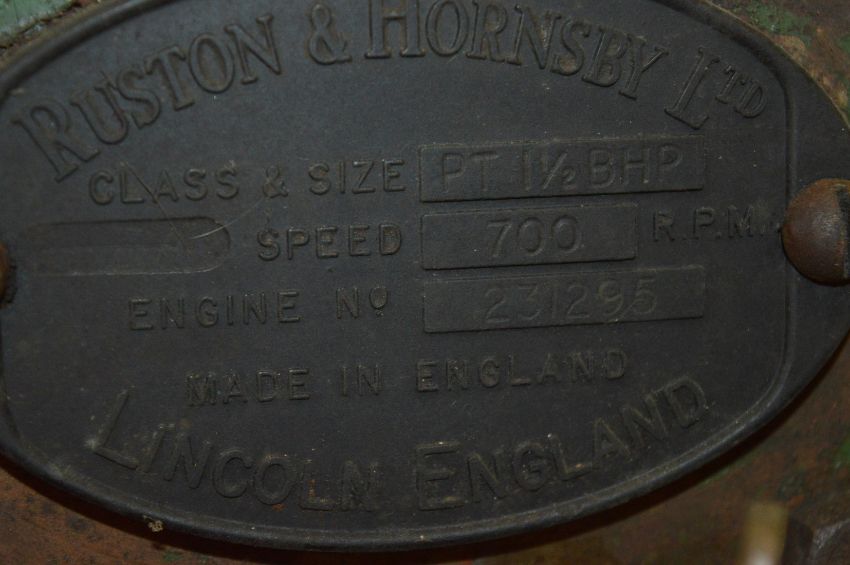 RUSTON & HORNSBY LTD
CLASS & SIZE PT 1½ BHP
SPEED 700 R.P.M.
ENGINE No 231295
MADE IN ENGLAND
LINCOLN ENGLAND